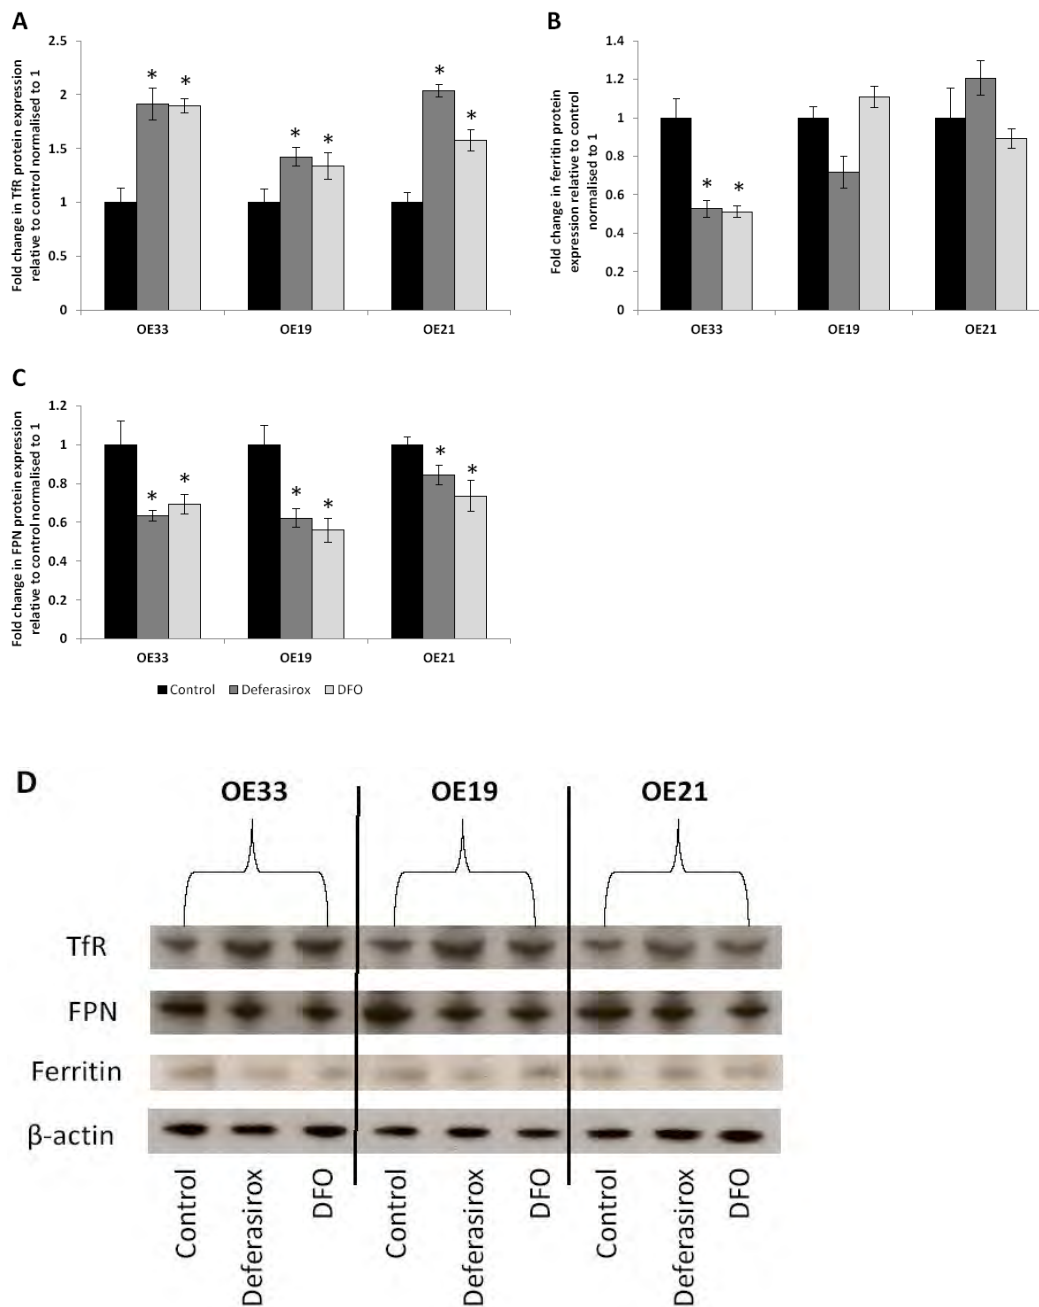 A
Fold change in TfR protein expression
relative to control normalised to 1
2.5
2
1.5
1
0.5
0
* * * * * *
OE33 OE19 OE21
B
Fold change in ferritin protein
expression relative to control
normalised to 1
1.4
1.2
1
0.8
0.6
0.4
0.2
0
* *
OE33 OE19 OE21
C
Fold change in FPN protein expression
relative to control normalised to 1
1.2
1
0.8
0.6
0.4
0.2
0
* * * * * *
OE33 OE19 OE21
Control Deferasirox DFO
D
OE33 OE19 OE21
TfR
FPN
Ferritin
β-actin
Control Deferasirox DFO Control Deferasirox DFO Control Deferasirox DFO